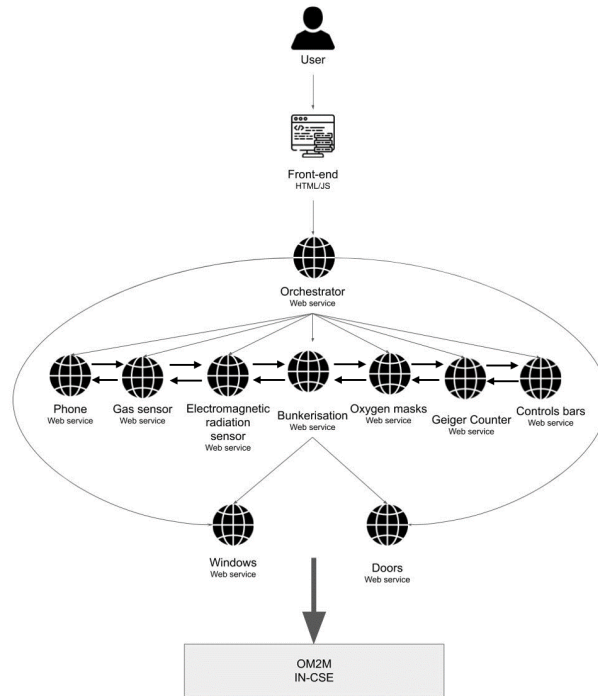 User
Front-end
HTML/JS
Orchestrator
Web service
Phone
Web service
Gas sensor
Web service
Electromagnetic
radiation
sensor
Web service
Bunkerisation
Web service
Oxygen masks
Web service
Geiger Counter
Web service
Controls bars
Web service
Windows
Web service
Doors
Web service
OM2M
IN-CSE